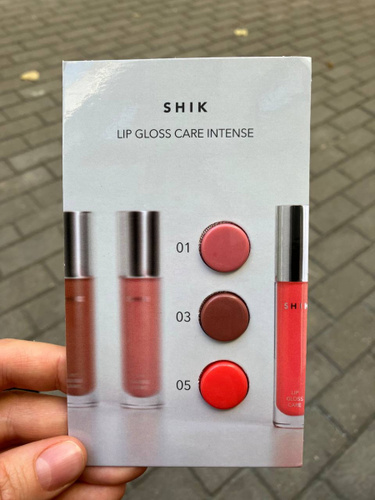 SHIK
LIP GLOSS CARE INTENSE
01
03
05
SHIK
LIP
GLOSS
CARE